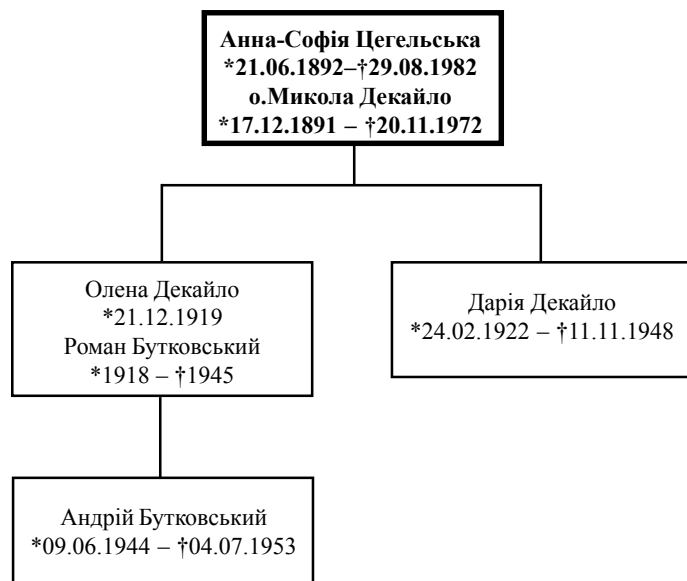 Анна-Софія Цегельська
*21.06.1892–†29.08.1982
о.Микола Декайло
*17.12.1891 – †20.11.1972
Олена Декайло
*21.12.1919
Роман Бутковський
*1918 – †1945
Дарія Декайло
*24.02.1922 – †11.11.1948
Андрій Бутковський
*09.06.1944 – †04.07.1953